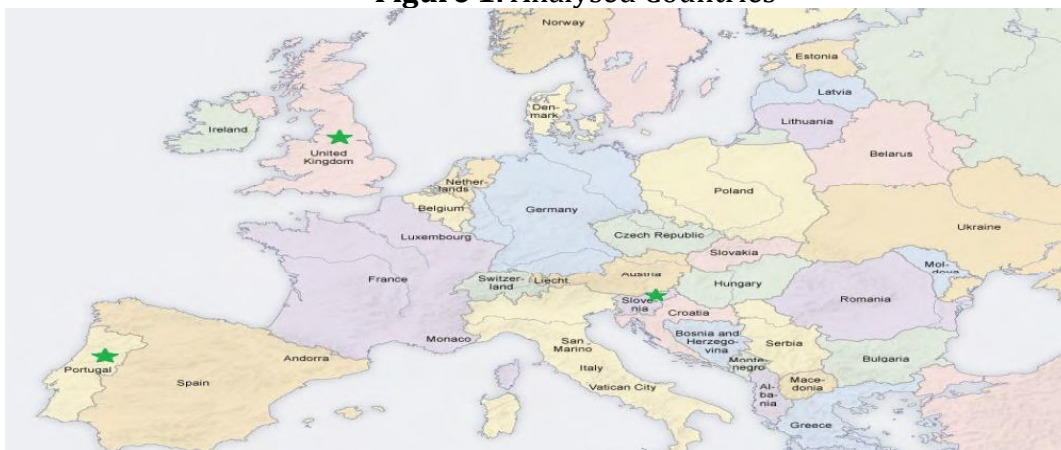 Figure 1. Analysed Countries
Norway
Estonia
Latvia
Den-
mark
Lithuania
Ireland
United
Kingdom
Belarus
Nether-
lands
Poland
Belgium
Germany
Ukraine
Luxembourg
Czech Republic
Slovakia
France
Switzer-
land
Liecht.
Austria
Mol-
dova
Hungary
Slove-
nia
Romania
Croatia
Monaco
San
Marino
Bosnia and
Herzego-
vina
Serbia
Andorra
Italy
Monte-
negro
Bulgaria
Portugal
Spain
Vatican City
Al-
ba-
nia
Mace-
donia
Greece